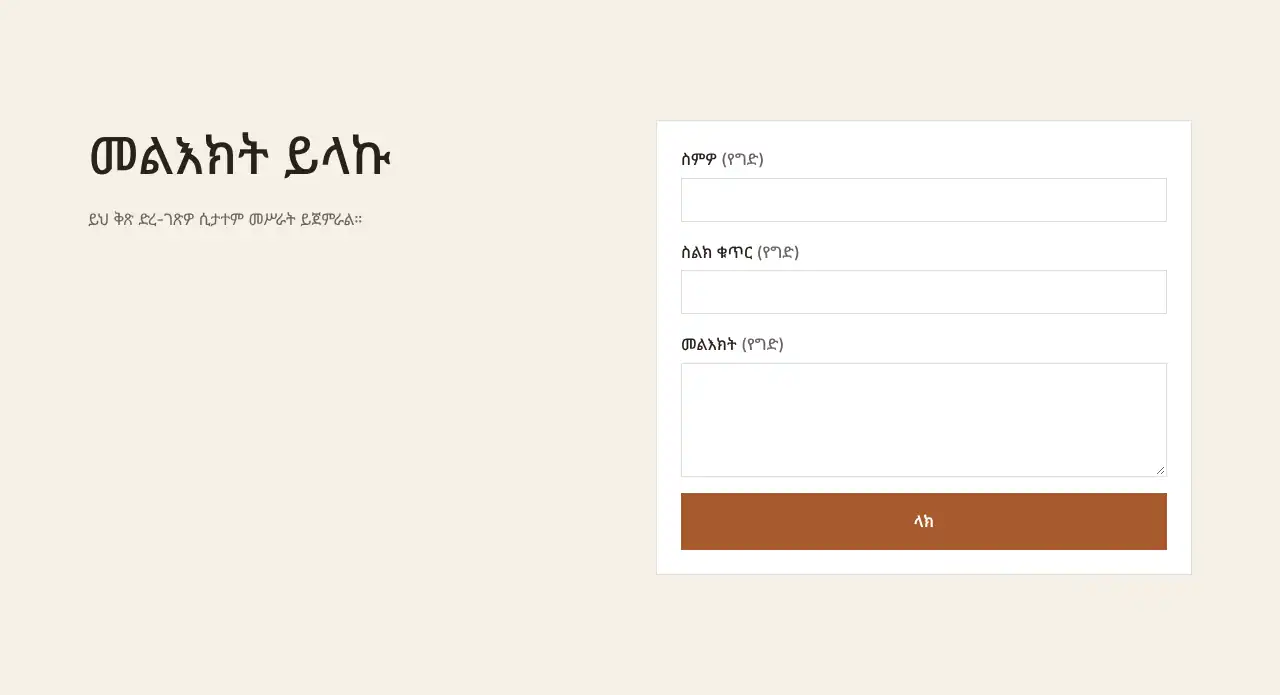 መልእክት ይላኩ
ይህ ቅጽ ድረ-ገጽዎ ሲታተም መሥራት ይጀምራል።
ስምዎ (የግድ)
ስልክ ቁጥር (የግድ)
መልእክት (የግድ)
ላክ